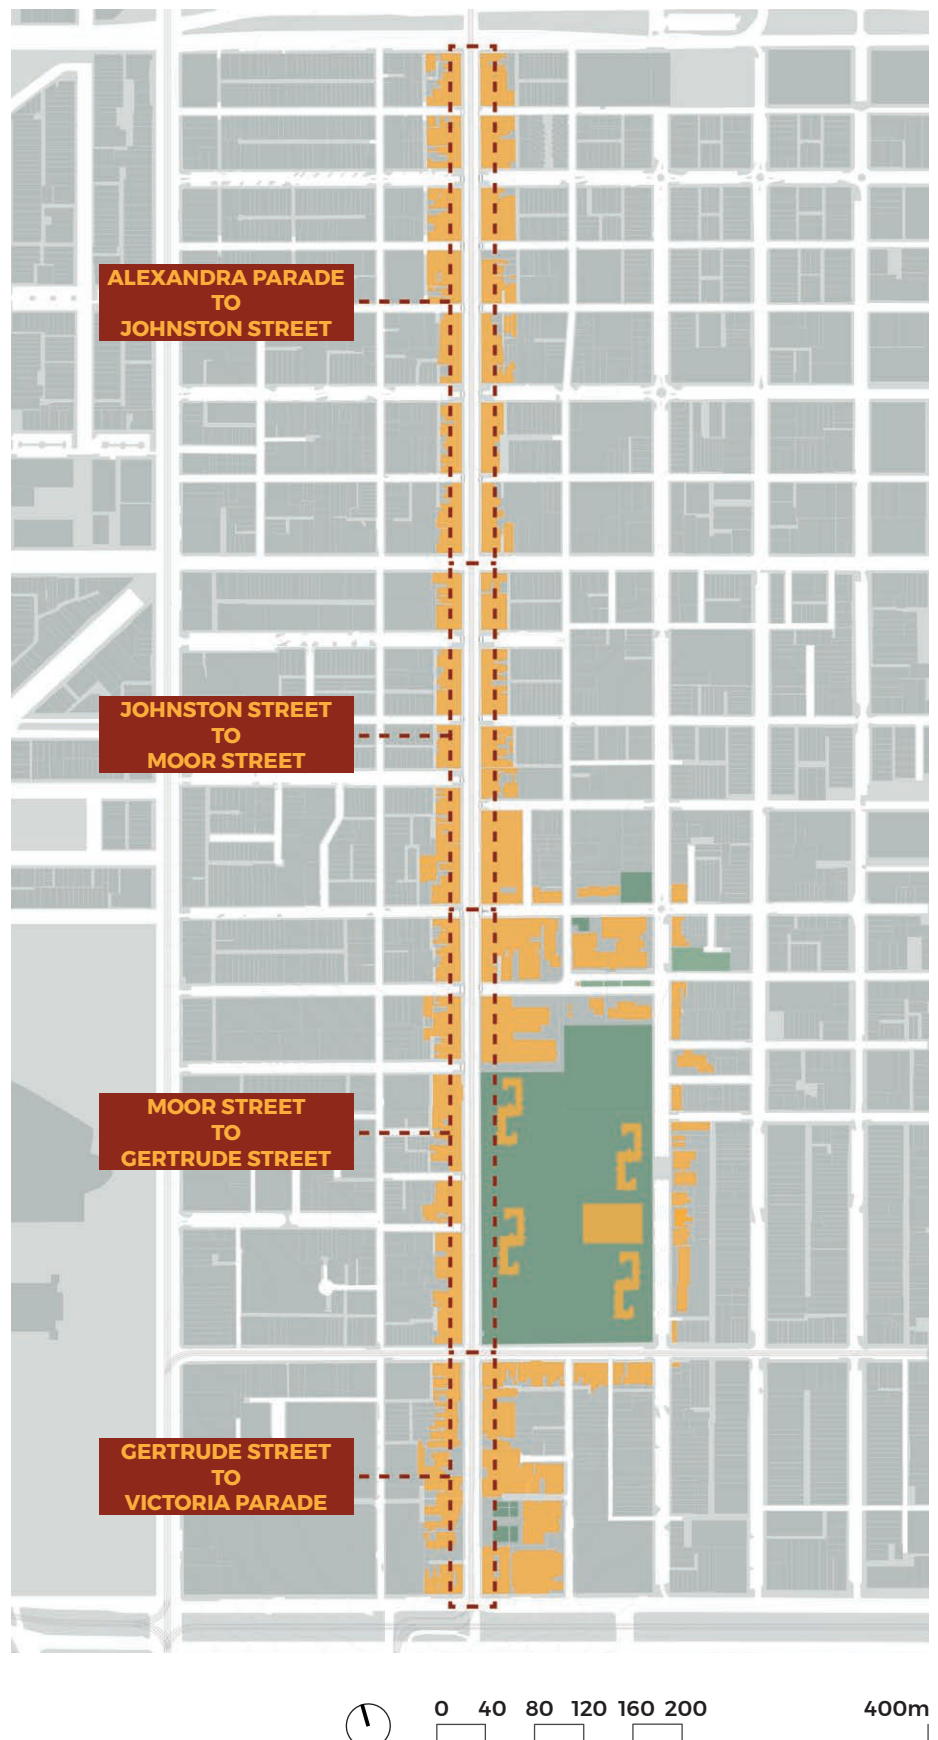 ALEXANDRA PARADE
TO
JOHNSTON STREET
JOHNSTON STREET
TO
MOOR STREET
MOOR STREET
TO
GERTRUDE STREET
GERTRUDE STREET
TO
VICTORIA PARADE
0 40 80 120 160 200 400m